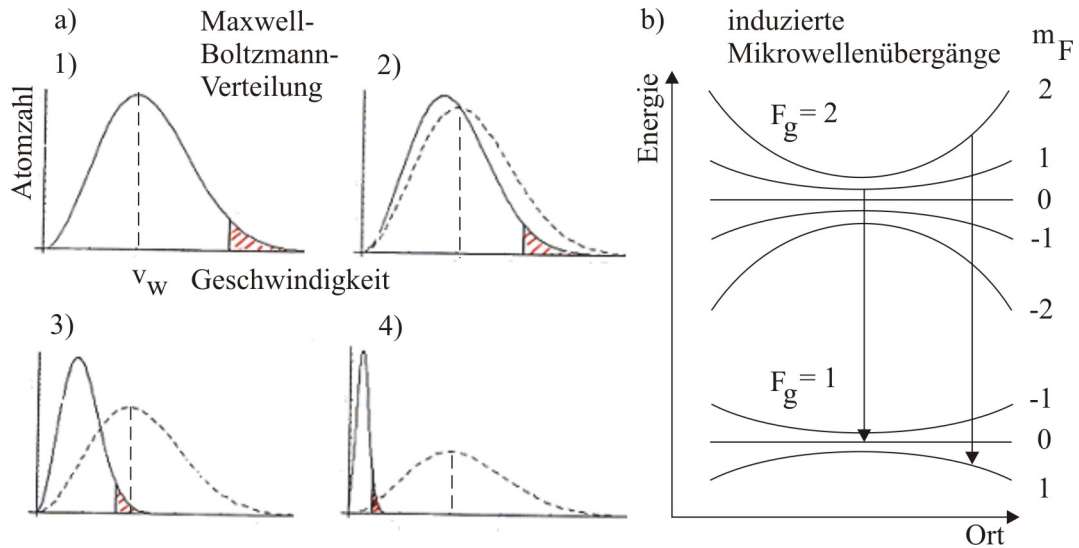 a)
Maxwell-
Boltzmann-
Verteilung
1)
2)
Atomzahl
v_W Geschwindigkeit
3)
4)
b)
induzierte
Mikrowellenübergänge
m_F
Energie
F_g = 2
2
1
0
-1
-2
F_g = 1
-1
0
1
Ort